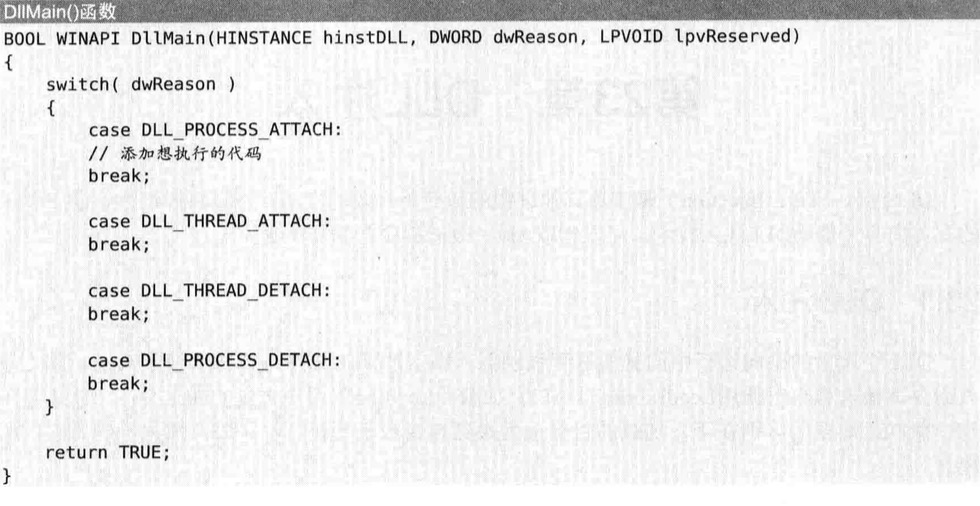 DllMain()函数
BOOL WINAPI DllMain(HINSTANCE hinstDLL, DWORD dwReason, LPVOID lpvReserved)
{
    switch( dwReason )
    {
        case DLL_PROCESS_ATTACH:
        // 添加想执行的代码
        break;

        case DLL_THREAD_ATTACH:
        break;

        case DLL_THREAD_DETACH:
        break;

        case DLL_PROCESS_DETACH:
        break;
    }

    return TRUE;
}